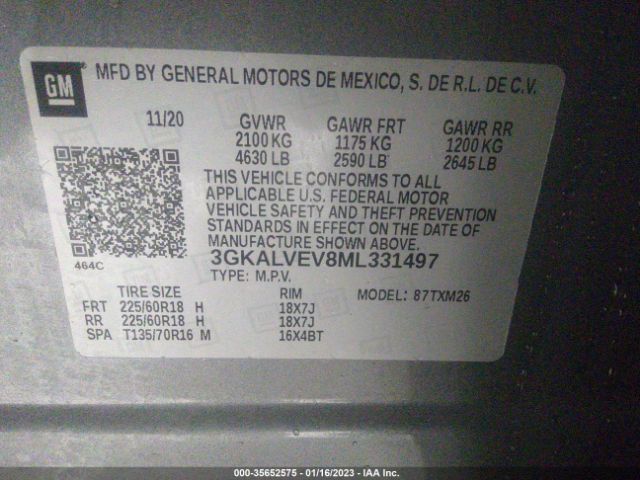 GM
MFD BY GENERAL MOTORS DE MEXICO, S. DE R.L. DE C.V.
11/20 GVWR GAWR FRT GAWR RR
2100 KG 1175 KG 1200 KG
4630 LB 2590 LB 2645 LB
THIS VEHICLE CONFORMS TO ALL
APPLICABLE U.S. FEDERAL MOTOR
VEHICLE SAFETY AND THEFT PREVENTION
STANDARDS IN EFFECT ON THE DATE OF
MANUFACTURE SHOWN ABOVE.
464C
3GKALVEV8ML331497
TYPE: M.P.V.
TIRE SIZE RIM MODEL: 87TXM26
FRT 225/60R18 H 18X7J
RR 225/60R18 H 18X7J
SPA T135/70R16 M 16X4BT
000-35652575 - 01/16/2023 - IAA Inc.